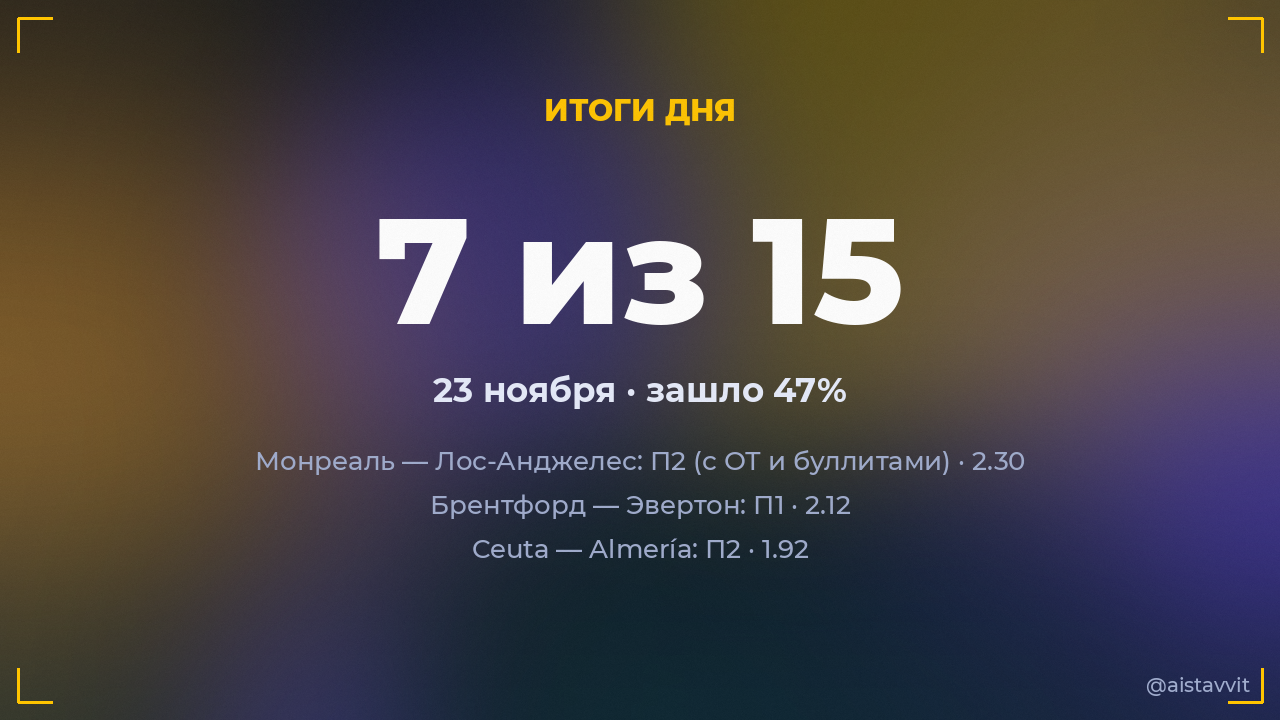 ИТОГИ ДНЯ
7 из 15
23 ноября · зашло 47%
Монреаль — Лос-Анджелес: П2 (с ОТ и буллитами) · 2.30
Брентфорд — Эвертон: П1 · 2.12
Ceuta — Almería: П2 · 1.92
@aistavvit